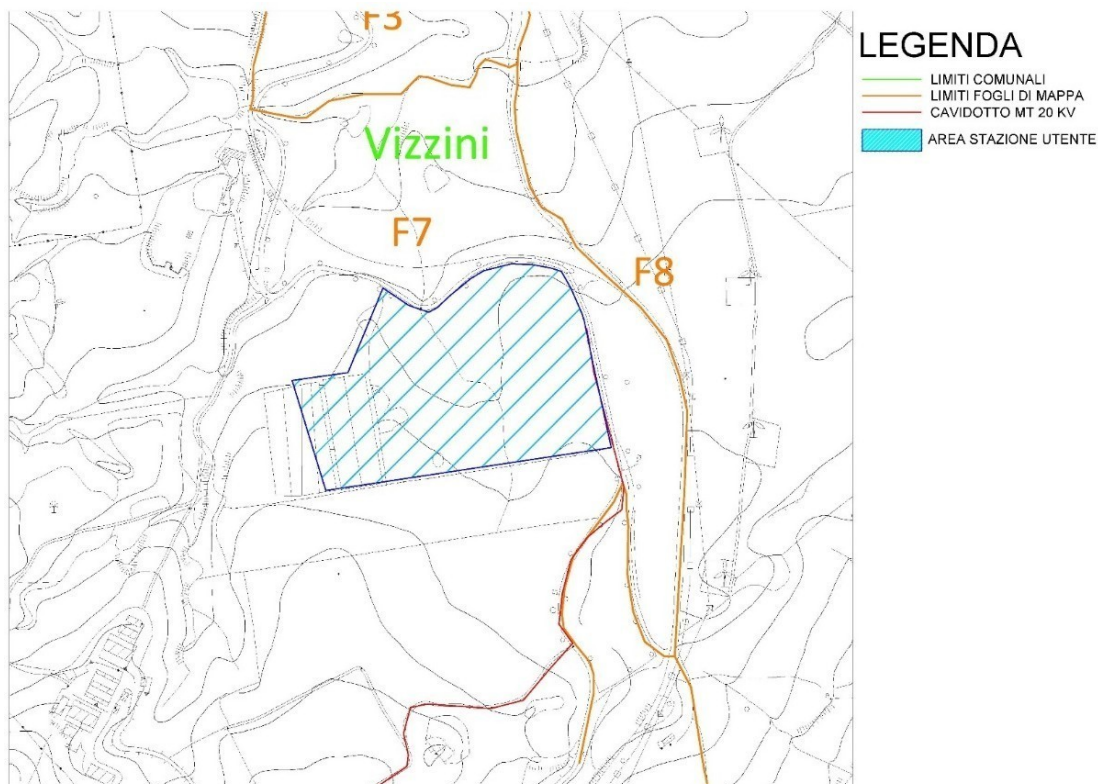 F3
Vizzini
F7
F8
LEGENDA
LIMITI COMUNALI
LIMITI FOGLI DI MAPPA
CAVIDOTTO MT 20 KV
AREA STAZIONE UTENTE